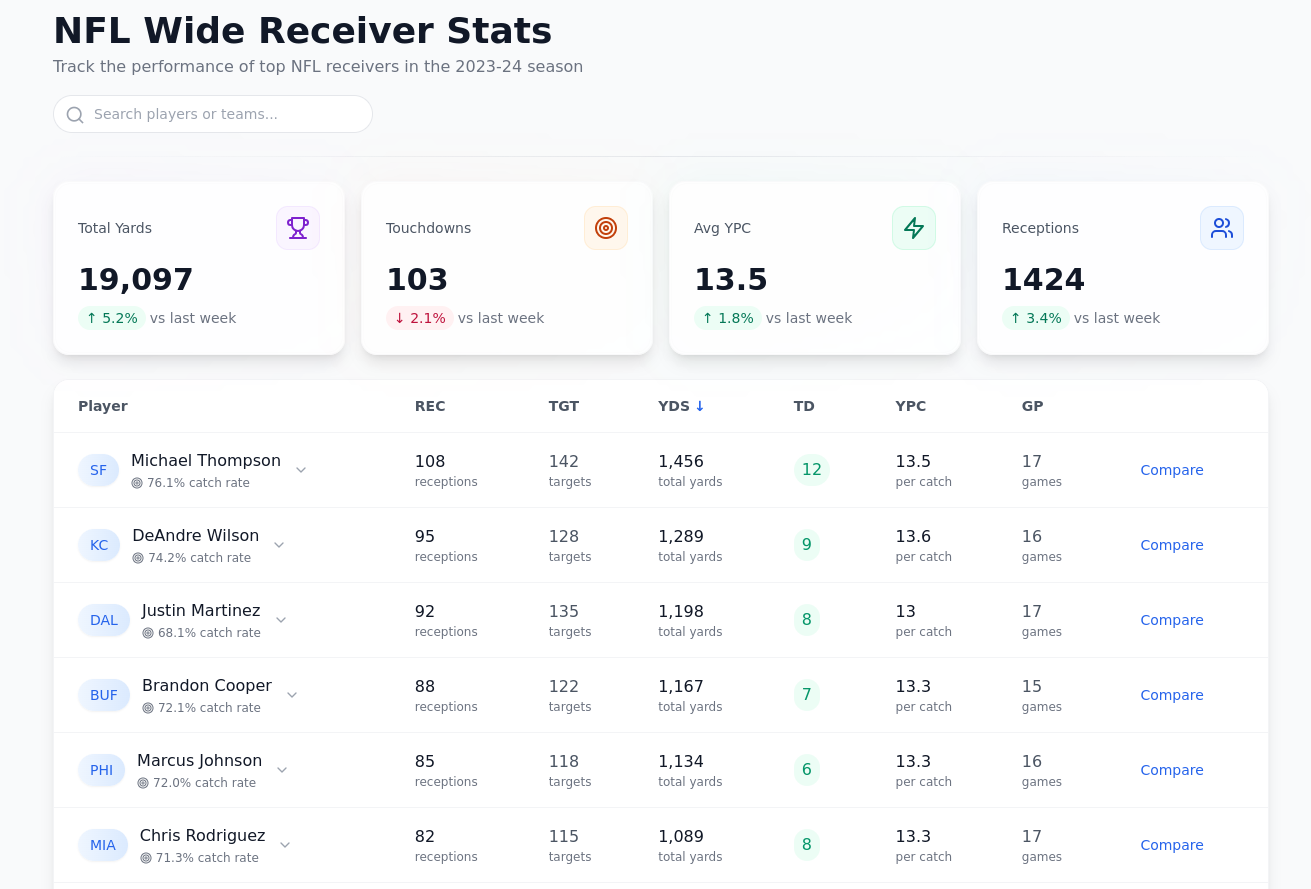 NFL Wide Receiver Stats
Track the performance of top NFL receivers in the 2023-24 season
Search players or teams...
Total Yards
19,097
↑ 5.2% vs last week
Touchdowns
103
↓ 2.1% vs last week
Avg YPC
13.5
↑ 1.8% vs last week
Receptions
1424
↑ 3.4% vs last week
Player REC TGT YDS ↓ TD YPC GP
SF Michael Thompson 108 142 1,456 12 13.5 17 Compare
76.1% catch rate receptions targets total yards per catch games
KC DeAndre Wilson 95 128 1,289 9 13.6 16 Compare
74.2% catch rate receptions targets total yards per catch games
DAL Justin Martinez 92 135 1,198 8 13 17 Compare
68.1% catch rate receptions targets total yards per catch games
BUF Brandon Cooper 88 122 1,167 7 13.3 15 Compare
72.1% catch rate receptions targets total yards per catch games
PHI Marcus Johnson 85 118 1,134 6 13.3 16 Compare
72.0% catch rate receptions targets total yards per catch games
MIA Chris Rodriguez 82 115 1,089 8 13.3 17 Compare
71.3% catch rate receptions targets total yards per catch games